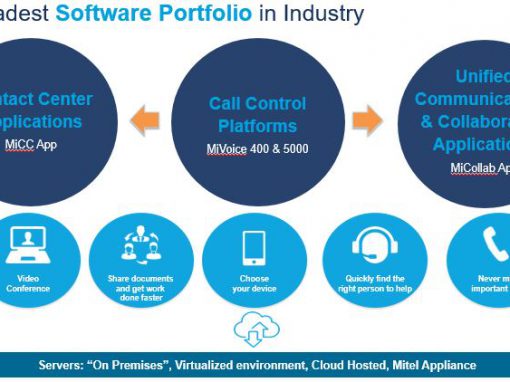 adest Software Portfolio in Industry
ntact Center
pplications
MiCC App
Call Control
Platforms
MiVoice 400 & 5000
Unified
Communica
& Collabora
Application
MiCollab Ap
Video
Conference
Share documents
and get work
done faster
Choose
your device
Quickly find the
right person to help
Never m
important
Servers: “On Premises”, Virtualized environment, Cloud Hosted, Mitel Appliance